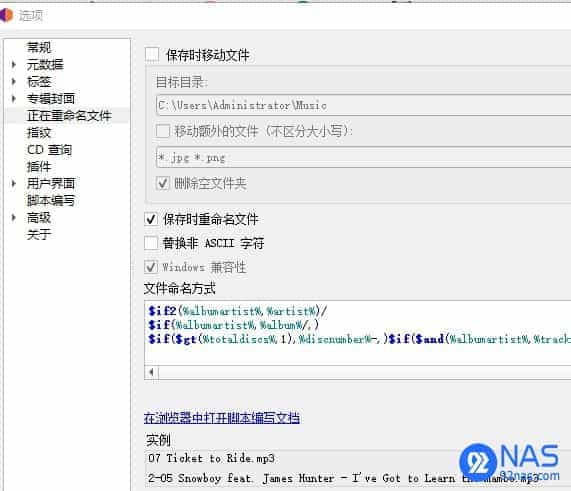 选项
常规
元数据
标签
专辑封面
正在重命名文件
指纹
CD 查询
插件
用户界面
脚本编写
高级
关于
保存时移动文件
目标目录:
C:\Users\Administrator\Music
移动额外的文件 (不区分大小写):
*.jpg *.png
删除空文件夹
保存时重命名文件
替换非 ASCII 字符
Windows 兼容性
文件命名方式
$if2(%albumartist%,%artist%)/
$if(%albumartist%,%album%/,)
$if($gt(%totaldiscs%,1),%discnumber%-,)$if($and(%albumartist%,%track
在浏览器中打开脚本编写文档
实例
07 Ticket to Ride.mp3
2-05 Snowboy feat. James Hunter - I've Got to Learn the Mambo.mp3
92 NAS
92nas.com